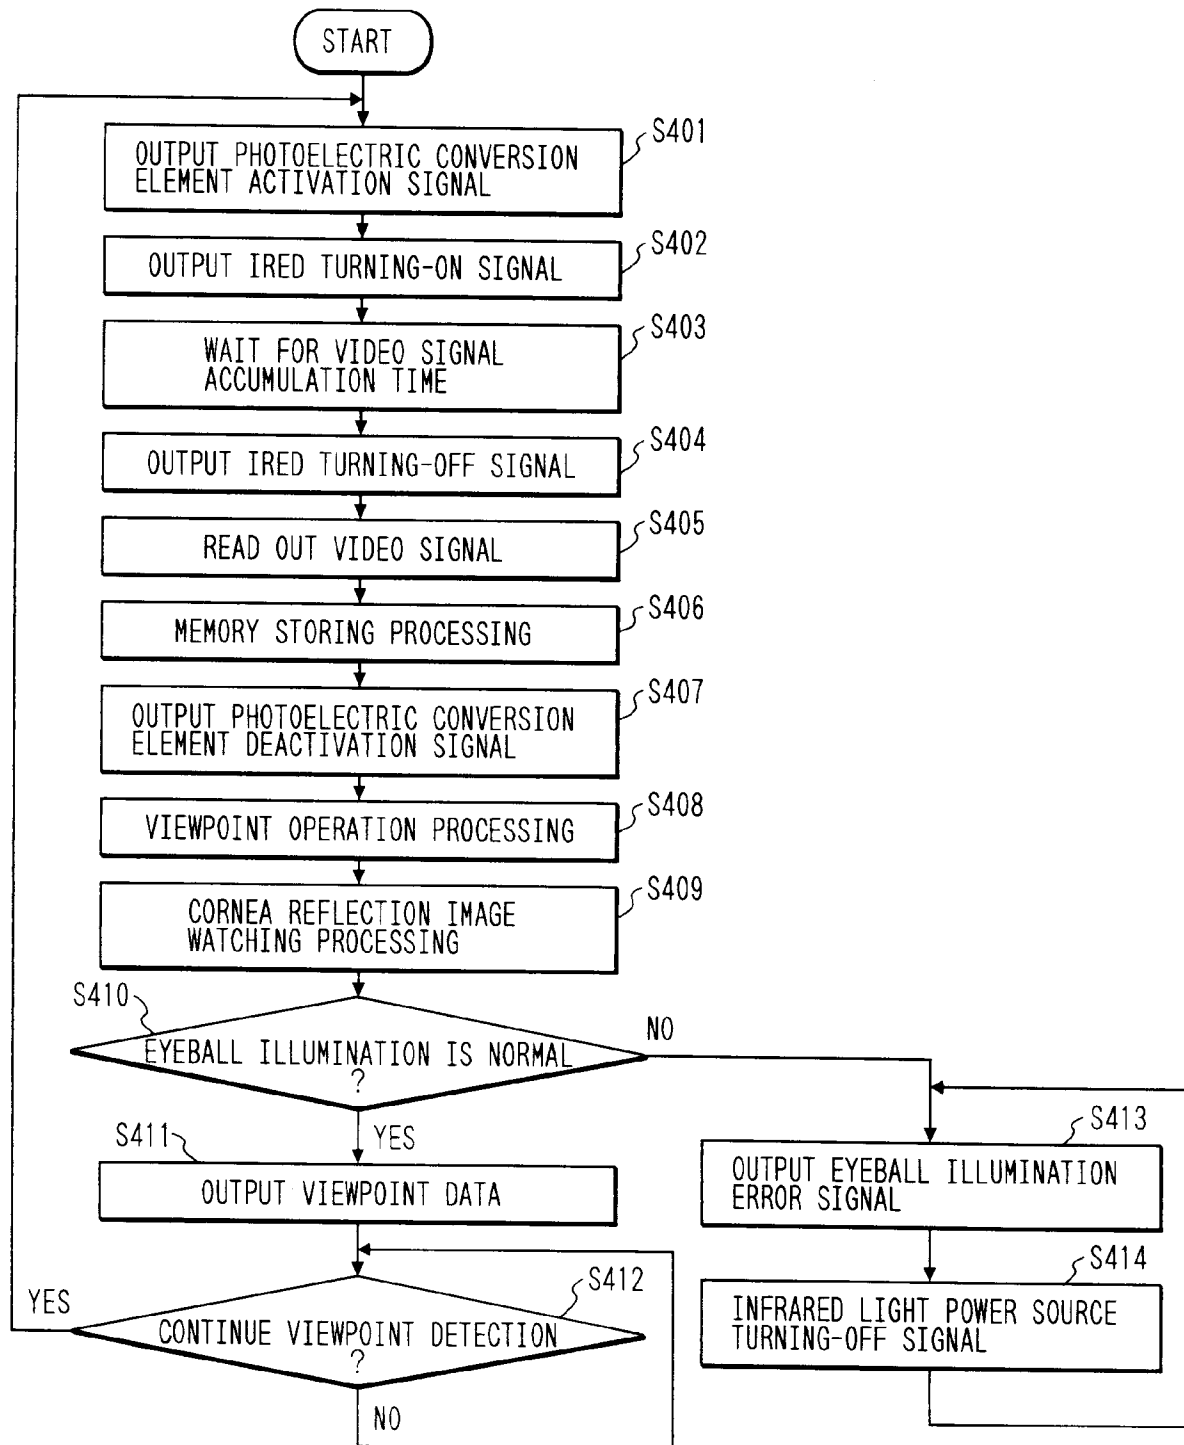 START
S401
OUTPUT PHOTOELECTRIC CONVERSION
ELEMENT ACTIVATION SIGNAL
S402
OUTPUT IRED TURNING-ON SIGNAL
S403
WAIT FOR VIDEO SIGNAL
ACCUMULATION TIME
S404
OUTPUT IRED TURNING-OFF SIGNAL
S405
READ OUT VIDEO SIGNAL
S406
MEMORY STORING PROCESSING
S407
OUTPUT PHOTOELECTRIC CONVERSION
ELEMENT DEACTIVATION SIGNAL
S408
VIEWPOINT OPERATION PROCESSING
S409
CORNEA REFLECTION IMAGE
WATCHING PROCESSING
S410
EYEBALL ILLUMINATION IS NORMAL
?
NO
YES
S411
OUTPUT VIEWPOINT DATA
S412
CONTINUE VIEWPOINT DETECTION
?
YES
NO
S413
OUTPUT EYEBALL ILLUMINATION
ERROR SIGNAL
S414
INFRARED LIGHT POWER SOURCE
TURNING-OFF SIGNAL